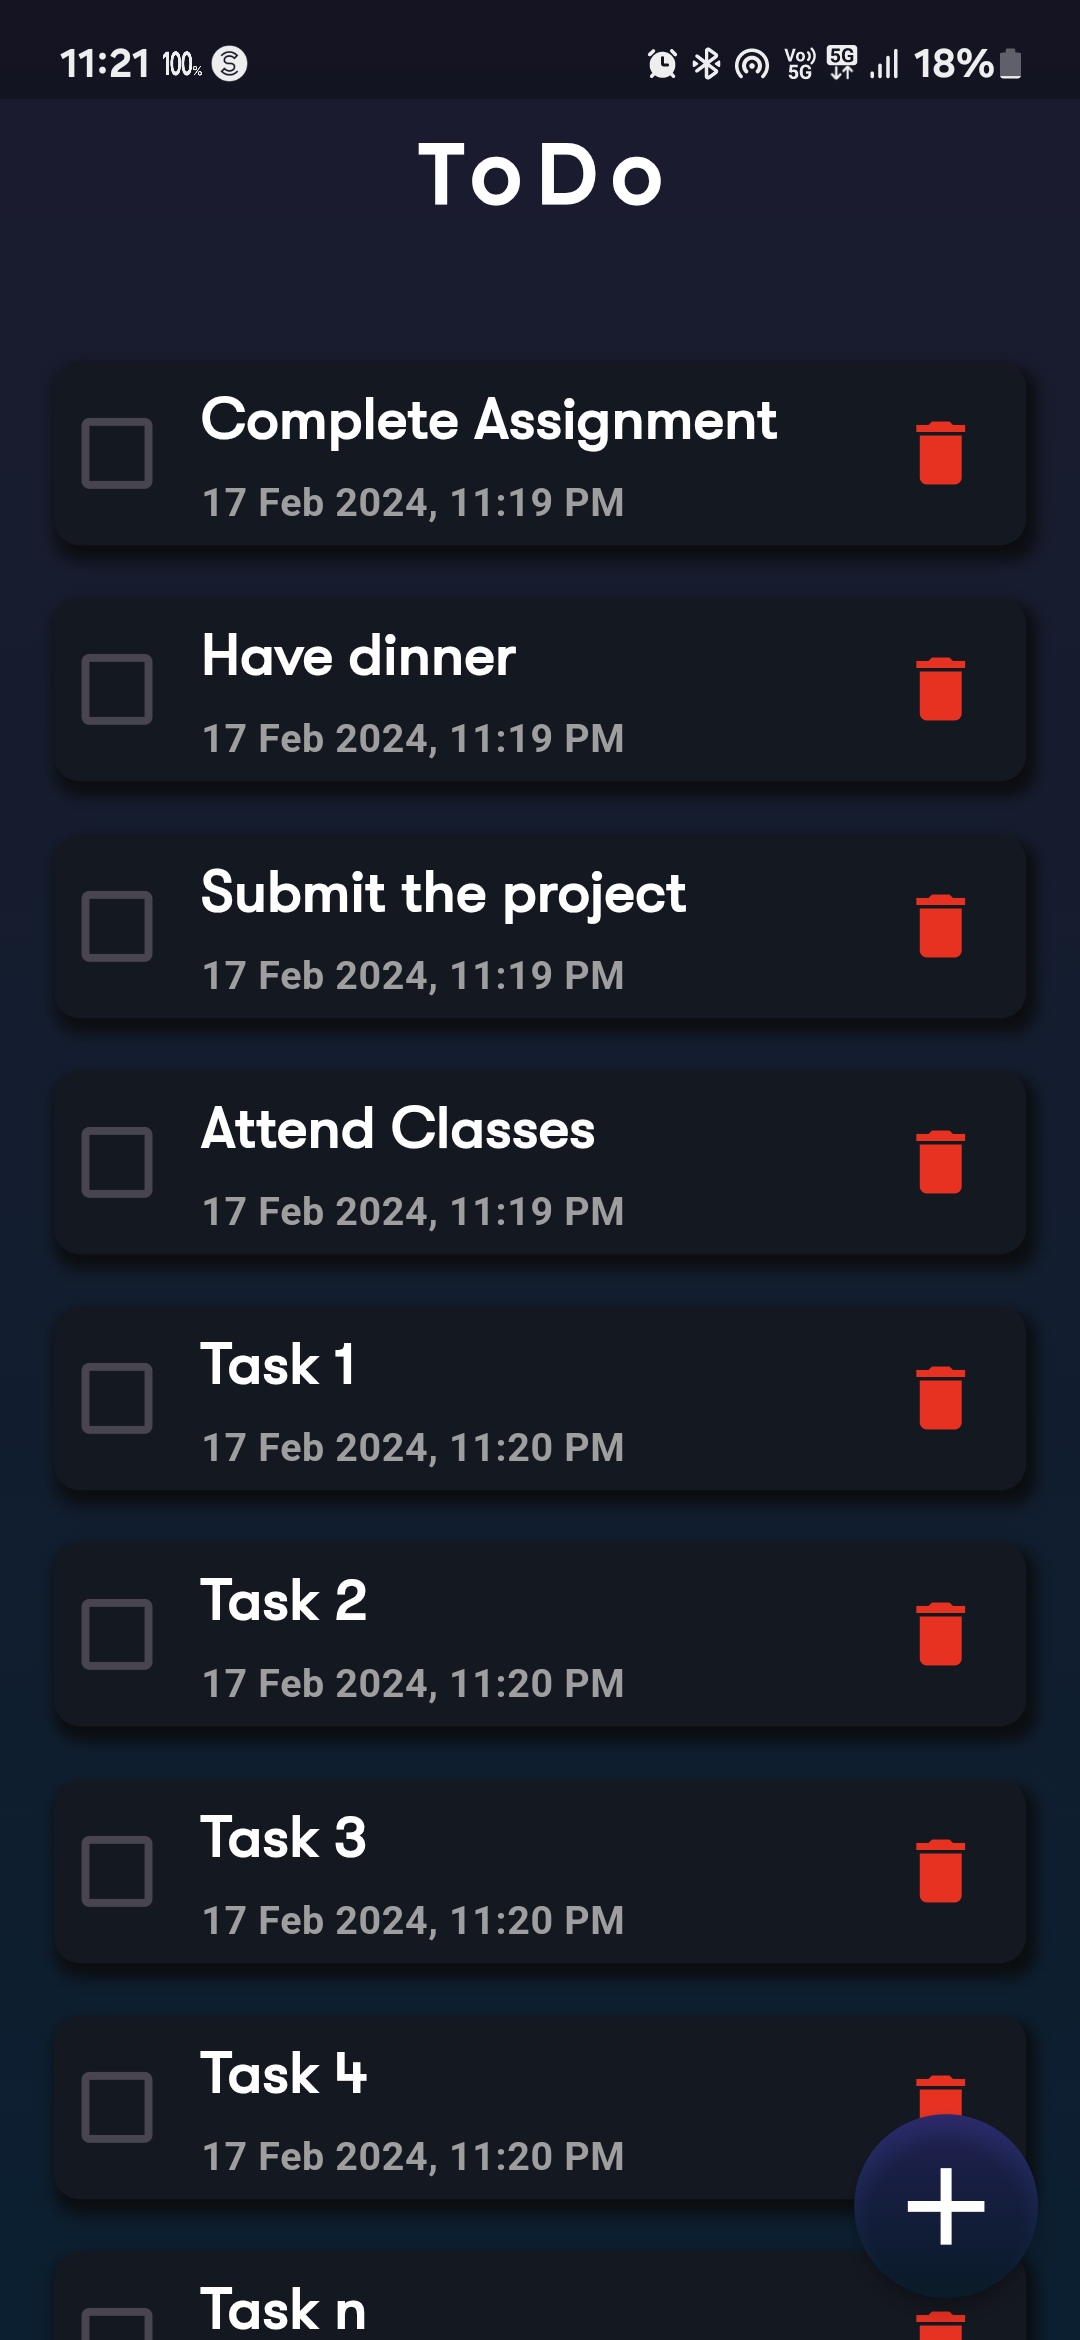 11:21 100% S Vo)) 5G 5G 18%
ToDo
Complete Assignment
17 Feb 2024, 11:19 PM
Have dinner
17 Feb 2024, 11:19 PM
Submit the project
17 Feb 2024, 11:19 PM
Attend Classes
17 Feb 2024, 11:19 PM
Task 1
17 Feb 2024, 11:20 PM
Task 2
17 Feb 2024, 11:20 PM
Task 3
17 Feb 2024, 11:20 PM
Task 4
17 Feb 2024, 11:20 PM
Task n